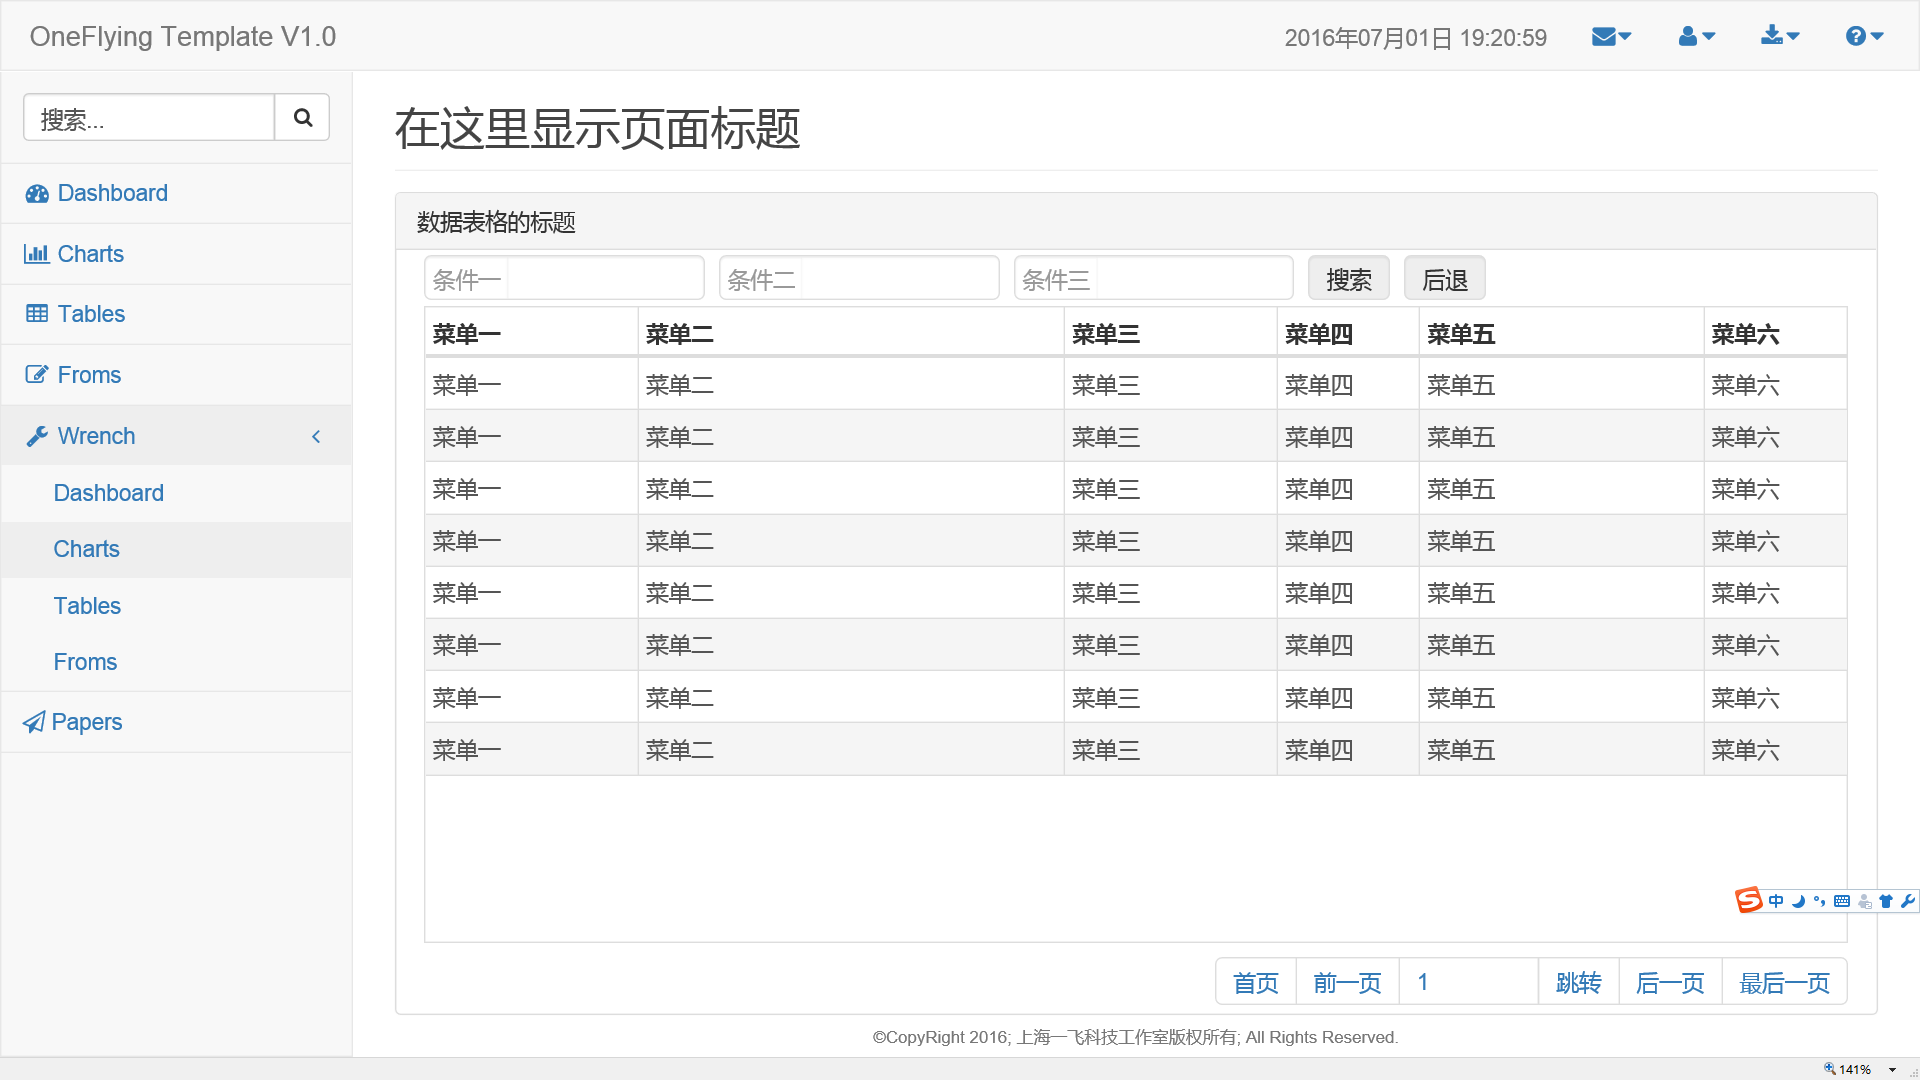 OneFlying Template V1.0
2016年07月01日 19:20:59
搜索...
Dashboard
Charts
Tables
Froms
Wrench
Dashboard
Charts
Tables
Froms
Papers
在这里显示页面标题
数据表格的标题
条件一 条件二 条件三 搜索 后退
菜单一 菜单二 菜单三 菜单四 菜单五 菜单六
菜单一 菜单二 菜单三 菜单四 菜单五 菜单六
菜单一 菜单二 菜单三 菜单四 菜单五 菜单六
菜单一 菜单二 菜单三 菜单四 菜单五 菜单六
菜单一 菜单二 菜单三 菜单四 菜单五 菜单六
菜单一 菜单二 菜单三 菜单四 菜单五 菜单六
菜单一 菜单二 菜单三 菜单四 菜单五 菜单六
菜单一 菜单二 菜单三 菜单四 菜单五 菜单六
菜单一 菜单二 菜单三 菜单四 菜单五 菜单六
S 中
首页 前一页 1 跳转 后一页 最后一页
©CopyRight 2016; 上海一飞科技工作室版权所有; All Rights Reserved.
141%